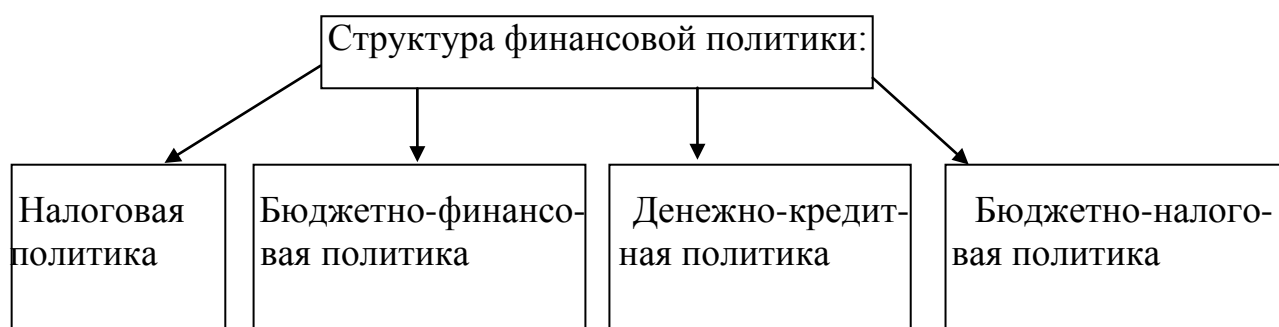 Структура финансовой политики:
Налоговая
политика
Бюджетно-финансо-
вая политика
Денежно-кредит-
ная политика
Бюджетно-налого-
вая политика